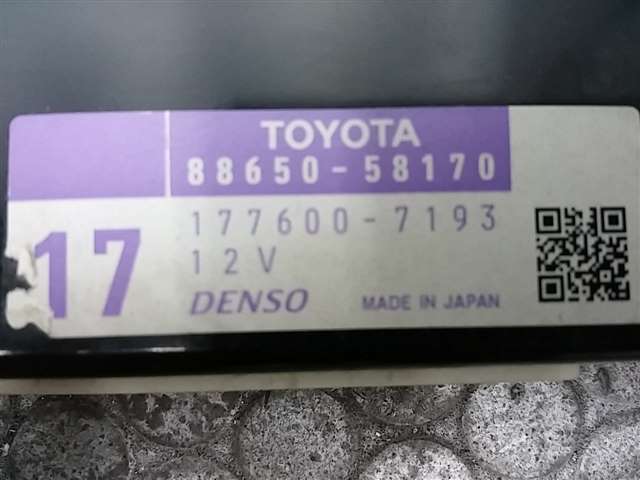 TOYOTA
88650-58170
177600-7193
17
12V
DENSO MADE IN JAPAN